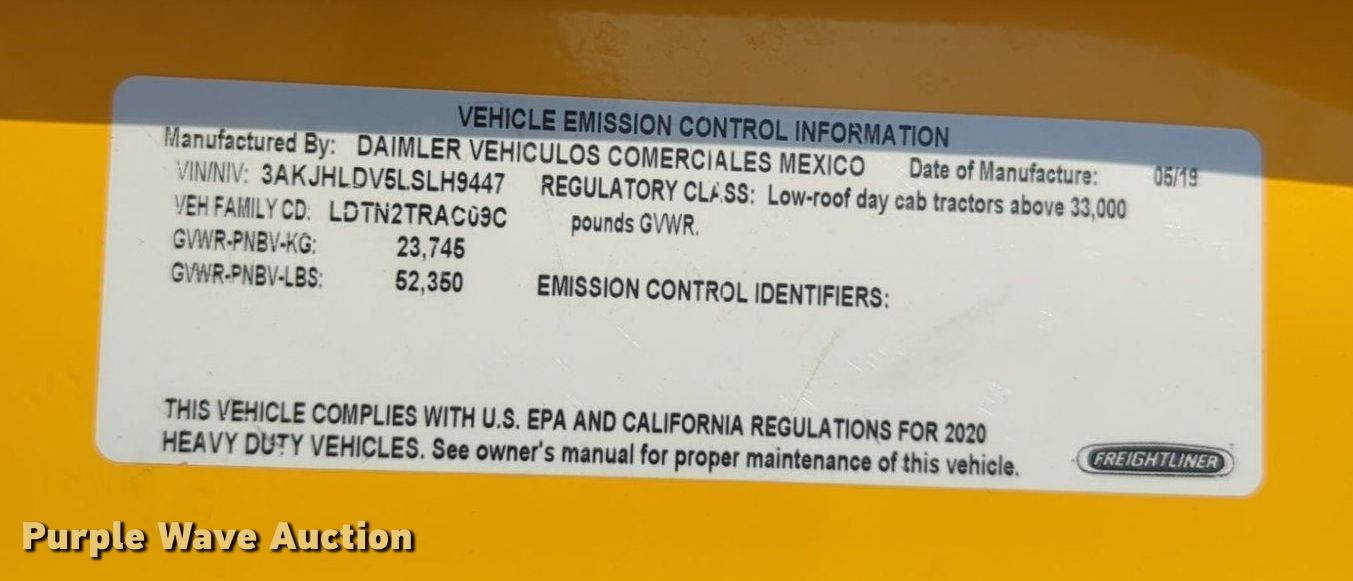 VEHICLE EMISSION CONTROL INFORMATION
Manufactured By: DAIMLER VEHICULOS COMERCIALES MEXICO Date of Manufacture: 05/19
VIN/NIV: 3AKJHLDV5LSLH9447 REGULATORY CLASS: Low-roof day cab tractors above 33,000
VEH FAMILY CD: LDTN2TRAC09C pounds GVWR.
GVWR-PNBV-KG: 23,745
GVWR-PNBV-LBS: 52,350 EMISSION CONTROL IDENTIFIERS:
THIS VEHICLE COMPLIES WITH U.S. EPA AND CALIFORNIA REGULATIONS FOR 2020
HEAVY DUTY VEHICLES. See owner's manual for proper maintenance of this vehicle.
FREIGHTLINER
Purple Wave Auction